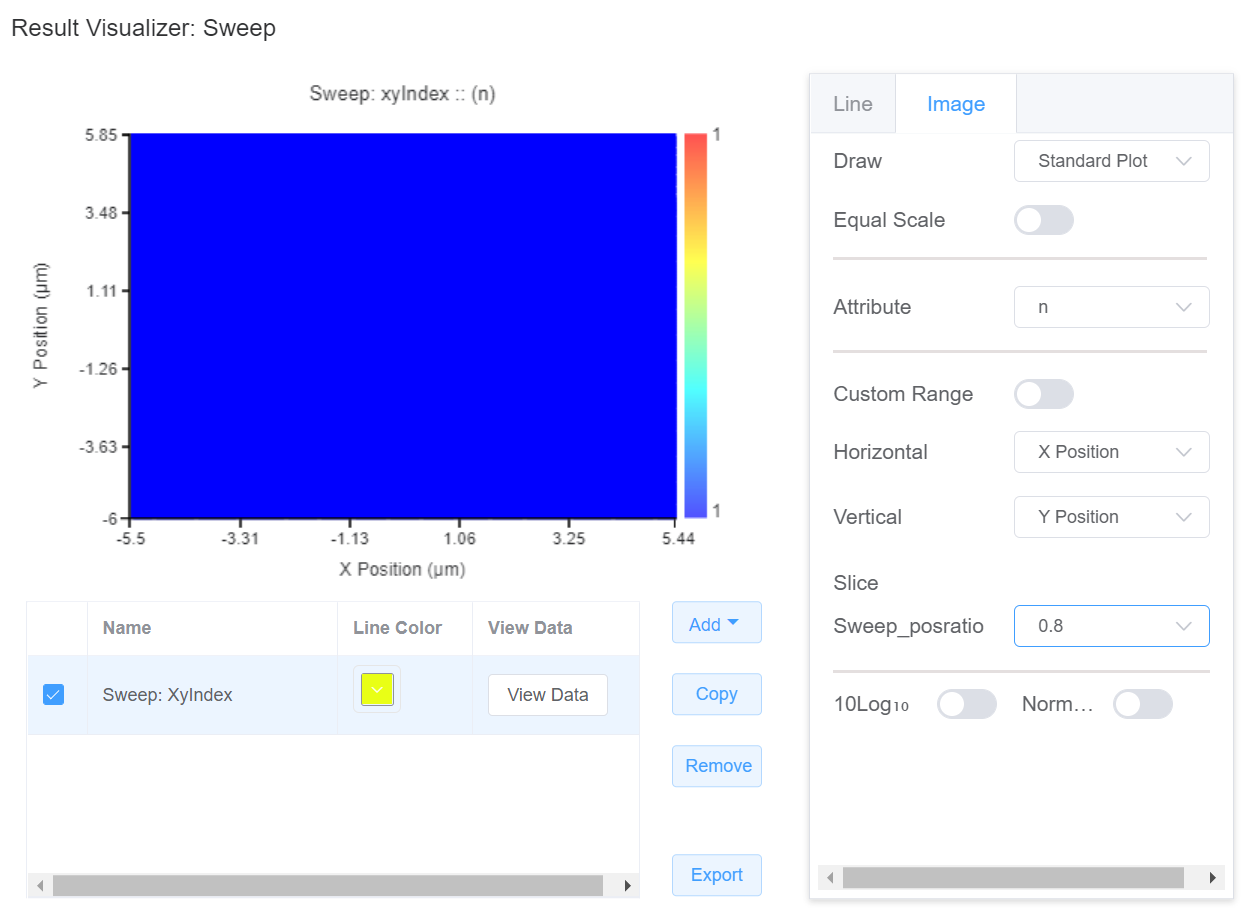 Result Visualizer: Sweep
Sweep: xyIndex :: (n)
5.85
3.48
1.11
-1.26
-3.63
-6
Y Position (μm)
-5.5 -3.31 -1.13 1.06 3.25 5.44
X Position (μm)
1
1
Name Line Color View Data
Sweep: XyIndex View Data
Add
Copy
Remove
Export
Line Image
Draw Standard Plot
Equal Scale
Attribute n
Custom Range
Horizontal X Position
Vertical Y Position
Slice
Sweep_posratio 0.8
10Log₁₀ Norm…